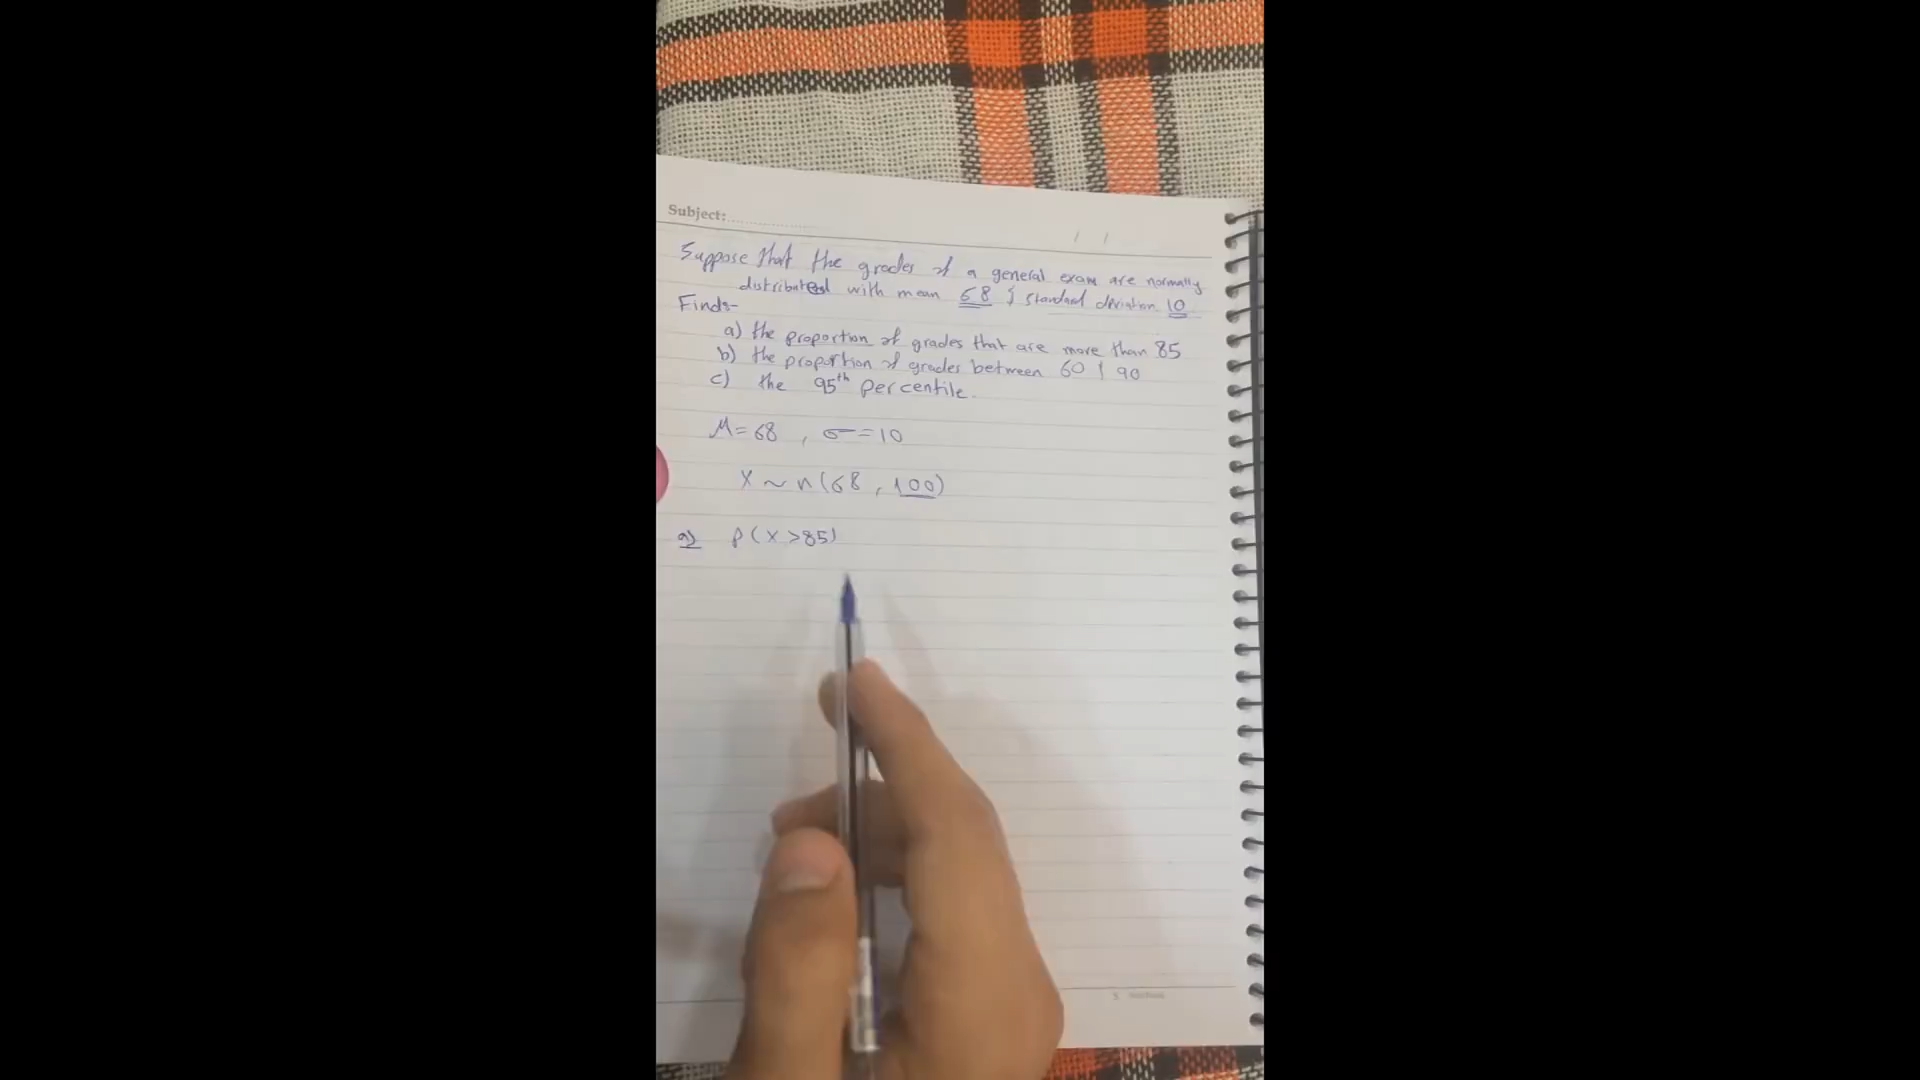 Subject:
Suppose that the grades of a general exam are normally
distributed with mean 68 & standard deviation 10
Finds-
a) the proportion of grades that are more than 85
b) the proportion of grades between 60 & 90
c) the 95th percentile.
M=68 , σ=10
X ~ n(68 , 100)
a) P(X>85)